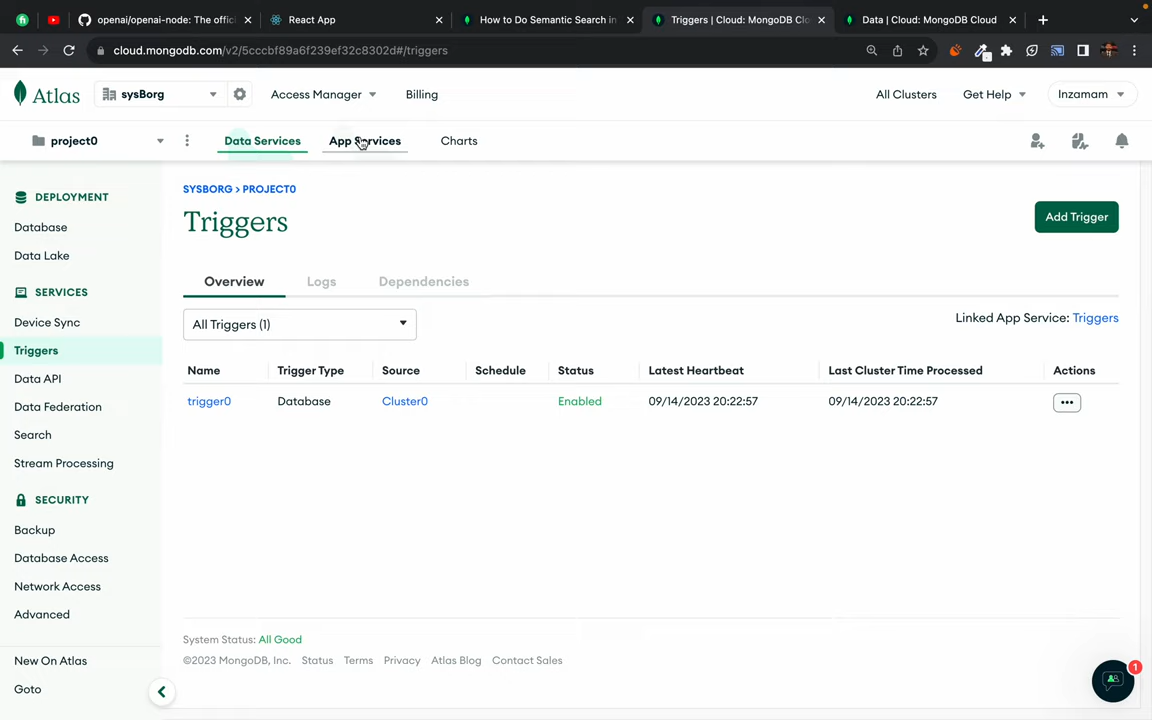 openai/openai-node: The offici
React App
How to Do Semantic Search in
Triggers | Cloud: MongoDB Clo
Data | Cloud: MongoDB Cloud
cloud.mongodb.com/v2/5cccbf89a6f239ef32c8302d#/triggers
Atlas
sysBorg
Access Manager
Billing
All Clusters
Get Help
Inzamam
project0
Data Services
App Services
Charts
DEPLOYMENT
Database
Data Lake
SERVICES
Device Sync
Triggers
Data API
Data Federation
Search
Stream Processing
SECURITY
Backup
Database Access
Network Access
Advanced
New On Atlas
Goto
SYSBORG > PROJECT0
Triggers
Add Trigger
Overview
Logs
Dependencies
All Triggers (1)
Linked App Service: Triggers
Name Trigger Type Source Schedule Status Latest Heartbeat Last Cluster Time Processed Actions
trigger0 Database Cluster0 Enabled 09/14/2023 20:22:57 09/14/2023 20:22:57
System Status: All Good
©2023 MongoDB, Inc. Status Terms Privacy Atlas Blog Contact Sales
1